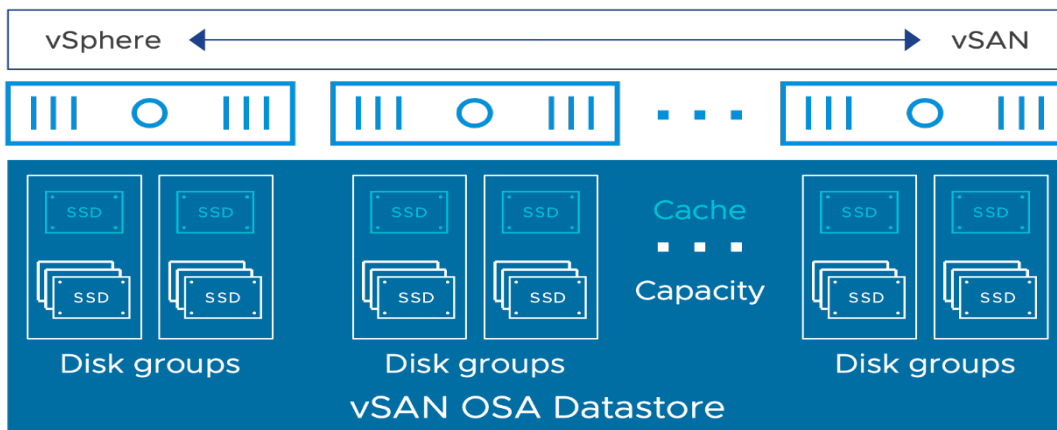 vSphere vSAN
SSD SSD SSD SSD Cache SSD SSD
SSD SSD SSD SSD Capacity SSD SSD
Disk groups Disk groups Disk groups
vSAN OSA Datastore